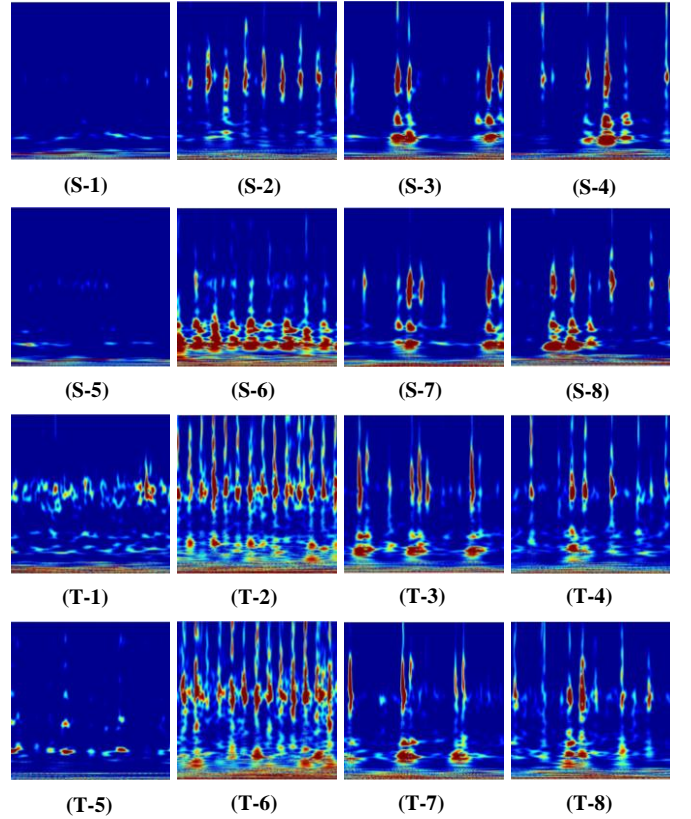 (S-1) (S-2) (S-3) (S-4)
(S-5) (S-6) (S-7) (S-8)
(T-1) (T-2) (T-3) (T-4)
(T-5) (T-6) (T-7) (T-8)